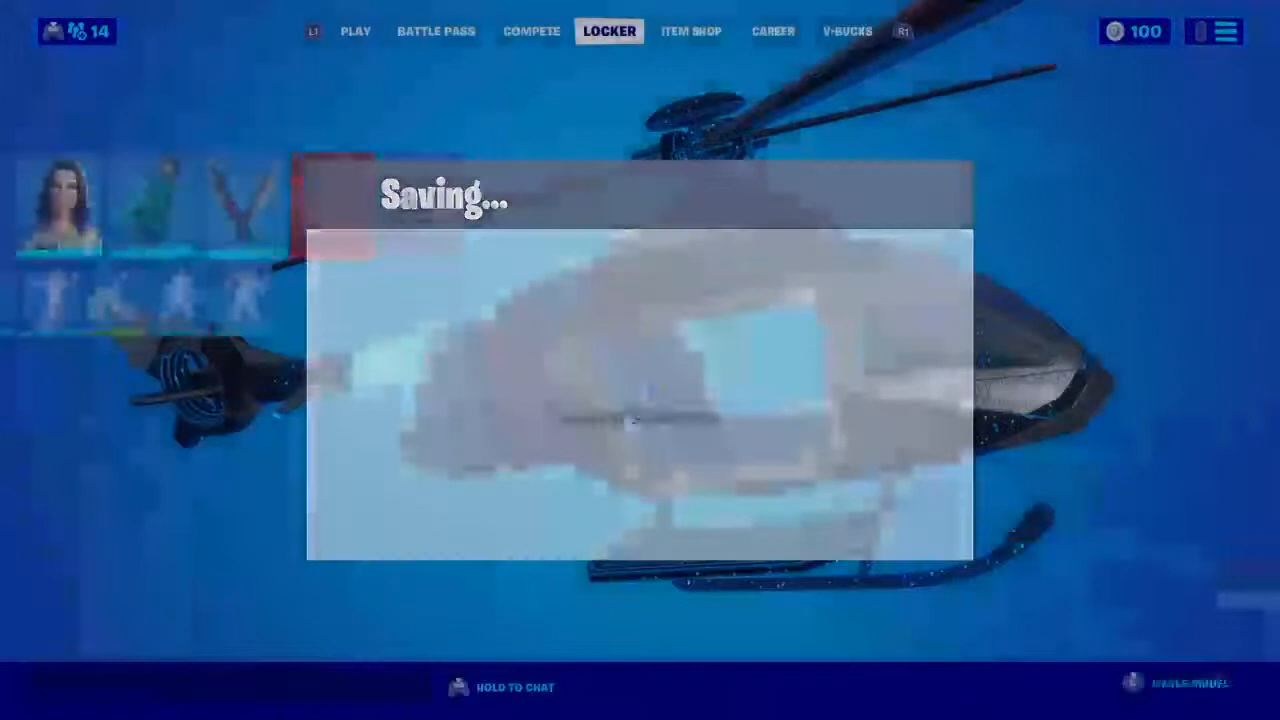 14
L1 PLAY BATTLE PASS COMPETE LOCKER ITEM SHOP CAREER V-BUCKS R1
100
Saving...
HOLD TO CHAT